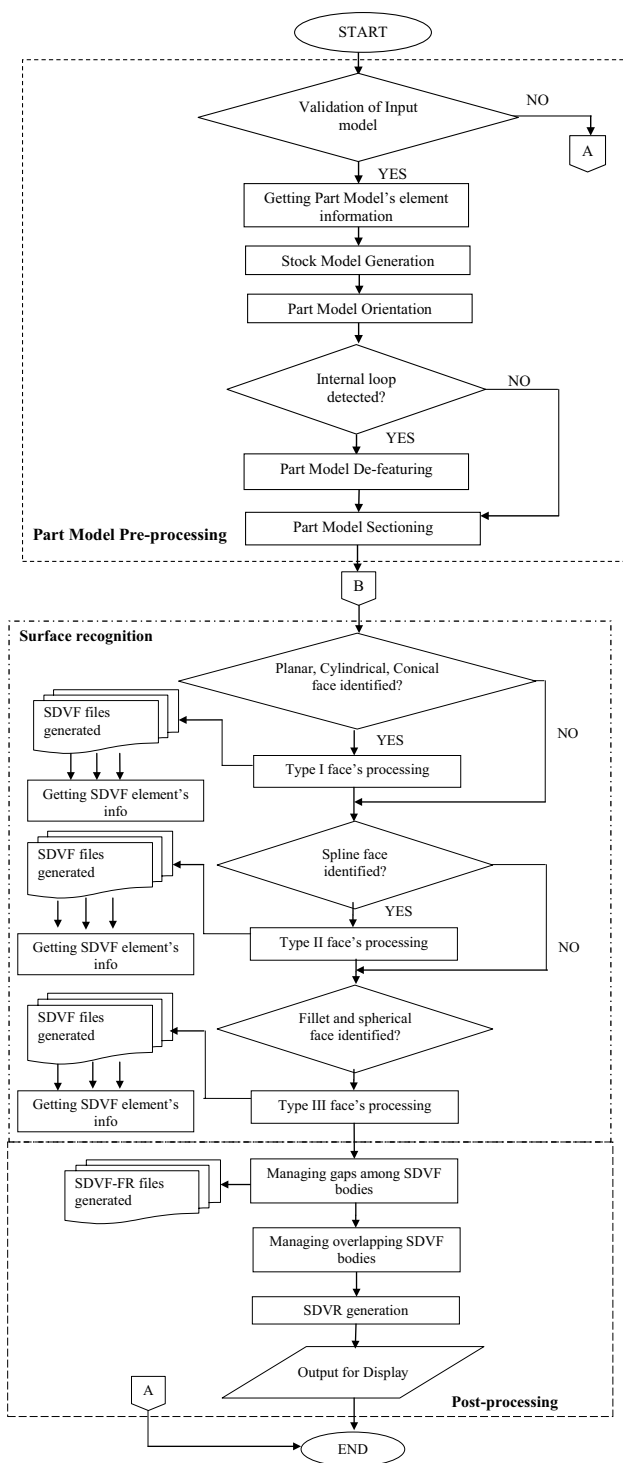 START
Validation of Input
model
NO
A
YES
Getting Part Model's element
information
Stock Model Generation
Part Model Orientation
Internal loop
detected?
NO
YES
Part Model De-featuring
Part Model Sectioning
Part Model Pre-processing
B
Surface recognition
Planar, Cylindrical, Conical
face identified?
SDVF files
generated
YES
NO
Type I face's processing
Getting SDVF element's
info
Spline face
identified?
SDVF files
generated
YES
Type II face's processing
NO
Getting SDVF element's
info
Fillet and spherical
face identified?
SDVF files
generated
YES
Type III face's processing
Getting SDVF element's
info
Managing gaps among SDVF
bodies
SDVF-FR files
generated
Managing overlapping SDVF
bodies
SDVR generation
Output for Display
A
Post-processing
END